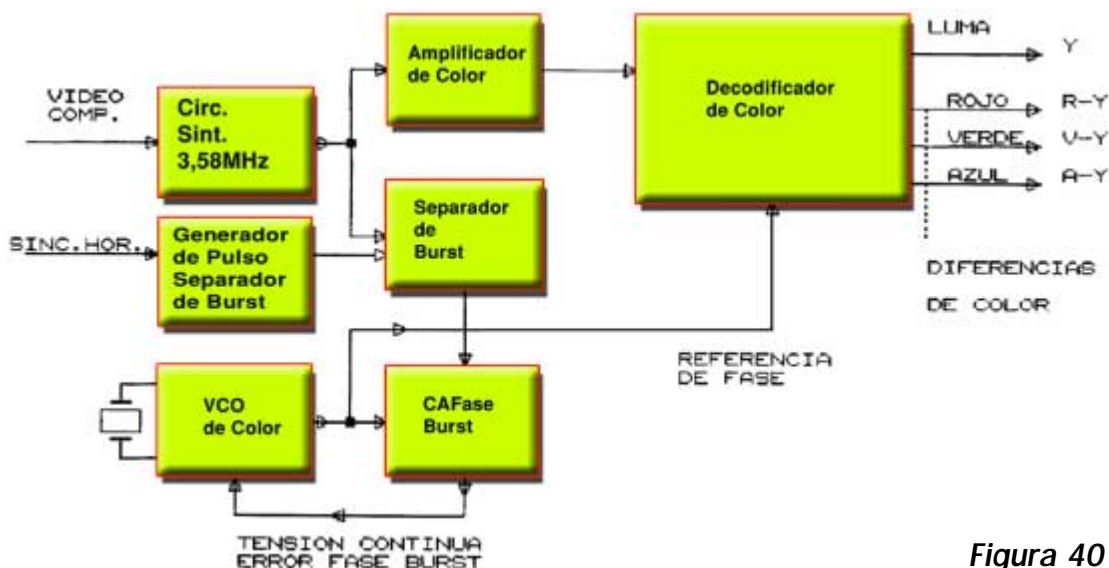 VIDEO
COMP.
Circ.
Sint.
3,58MHz
Amplificador
de Color
Decodificador
de Color
LUMA
Y
ROJO
R-Y
VERDE
V-Y
AZUL
A-Y
DIFERENCIAS
DE COLOR
SINC.HOR.
Generador
de Pulso
Separador
de Burst
Separador
de
Burst
REFERENCIA
DE FASE
VCO
de Color
CAFase
Burst
TENSION CONTINUA
ERROR FASE BURST
Figura 40